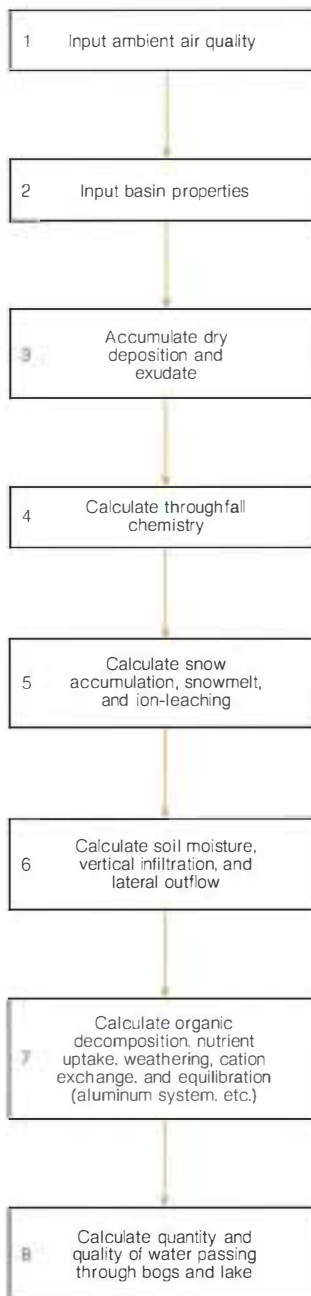 1 Input ambient air quality
2 Input basin properties
3 Accumulate dry
deposition and
exudate
4 Calculate throughfall
chemistry
5 Calculate snow
accumulation, snowmelt,
and ion-leaching
6 Calculate soil moisture,
vertical infiltration, and
lateral outflow
7 Calculate organic
decomposition. nutrient
uptake. weathering, cation
exchange. and equilibration
(aluminum system. etc.)
8 Calculate quantity and
quality of water passing
through bogs and lake